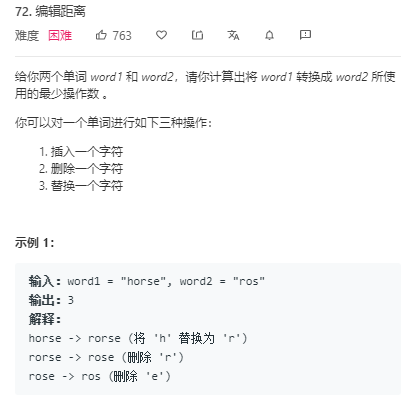 72. 编辑距离
难度 困难 763
给你两个单词 word1 和 word2，请你计算出将 word1 转换成 word2 所使
用的最少操作数 。
你可以对一个单词进行如下三种操作：
1. 插入一个字符
2. 删除一个字符
3. 替换一个字符
示例 1：
输入：word1 = "horse", word2 = "ros"
输出：3
解释：
horse -> rorse (将 'h' 替换为 'r')
rorse -> rose (删除 'r')
rose -> ros (删除 'e')